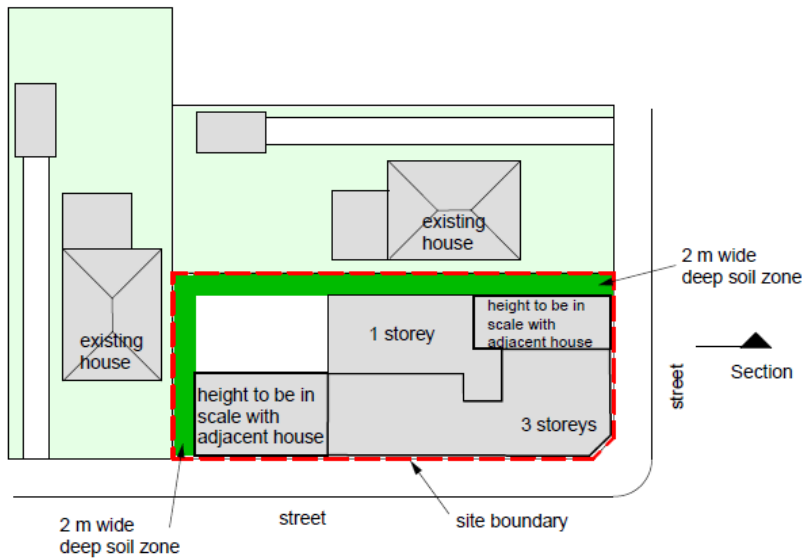 existing
house
2 m wide
deep soil zone
existing
house
1 storey
height to be in
scale with
adjacent house
Section
street
height to be in
scale with
adjacent house
3 storeys
2 m wide
deep soil zone
street
site boundary